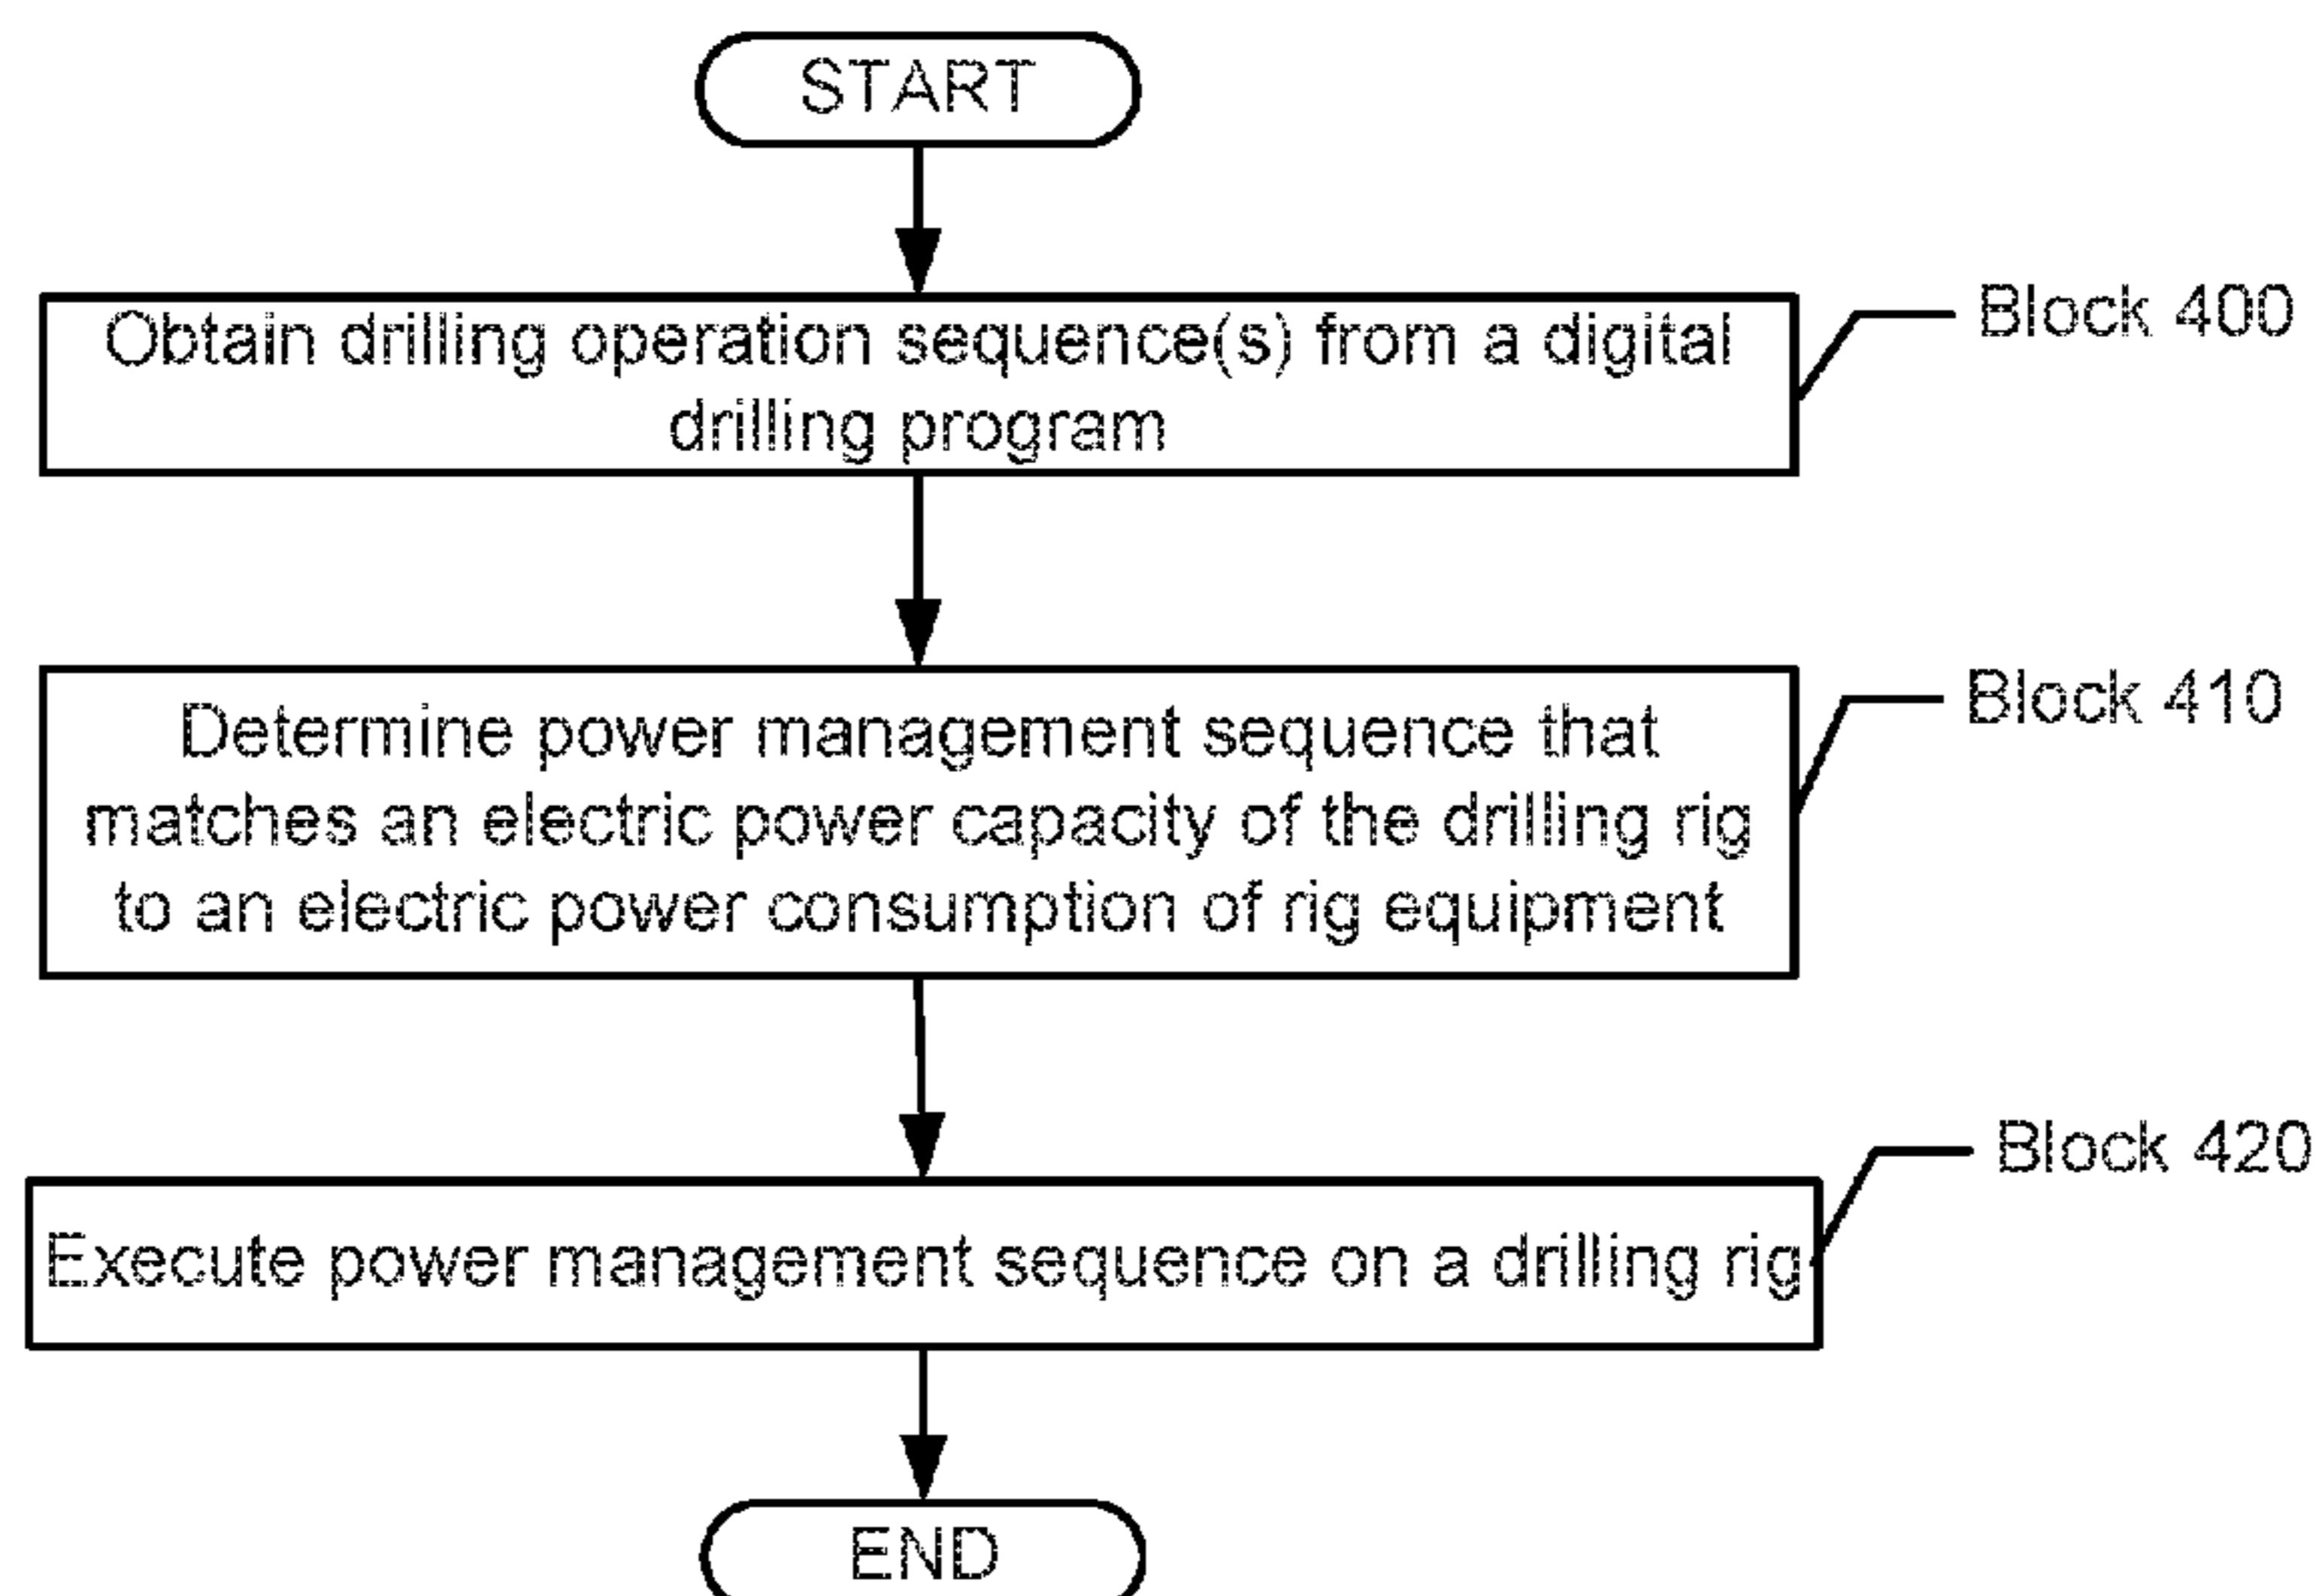 START
Obtain drilling operation sequence(s) from a digital
drilling program
Block 400
Determine power management sequence that
matches an electric power capacity of the drilling rig
to an electric power consumption of rig equipment
Block 410
Execute power management sequence on a drilling rig
Block 420
END